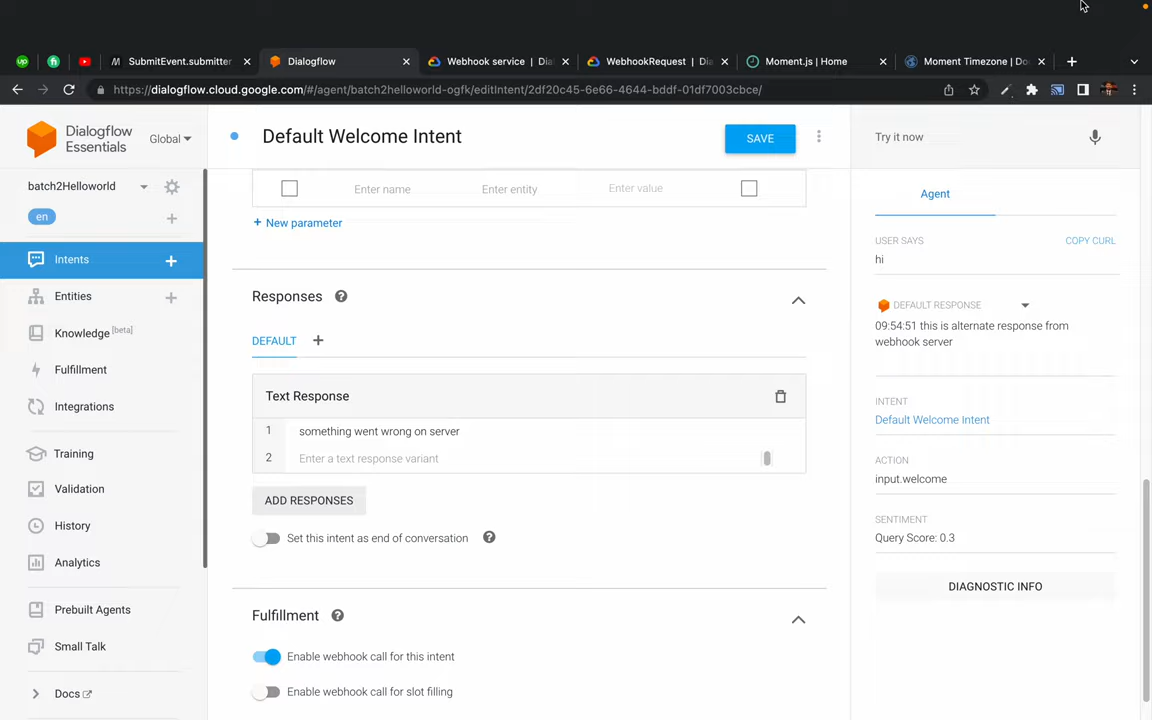 SubmitEvent.submitter
Dialogflow
Webhook service | Dia
WebhookRequest | Dia
Moment.js | Home
Moment Timezone | Do
https://dialogflow.cloud.google.com/#/agent/batch2helloworld-ogfk/editIntent/2df20c45-6e66-4644-bddf-01df7003cbce/
Dialogflow
Essentials
Global
batch2Helloworld
en
Intents
Entities
Knowledge [beta]
Fulfillment
Integrations
Training
Validation
History
Analytics
Prebuilt Agents
Small Talk
Docs
Default Welcome Intent
SAVE
Enter name
Enter entity
Enter value
+ New parameter
Responses
DEFAULT
Text Response
1 something went wrong on server
2 Enter a text response variant
ADD RESPONSES
Set this intent as end of conversation
Fulfillment
Enable webhook call for this intent
Enable webhook call for slot filling
Try it now
Agent
USER SAYS
COPY CURL
hi
DEFAULT RESPONSE
09:54:51 this is alternate response from
webhook server
INTENT
Default Welcome Intent
ACTION
input.welcome
SENTIMENT
Query Score: 0.3
DIAGNOSTIC INFO